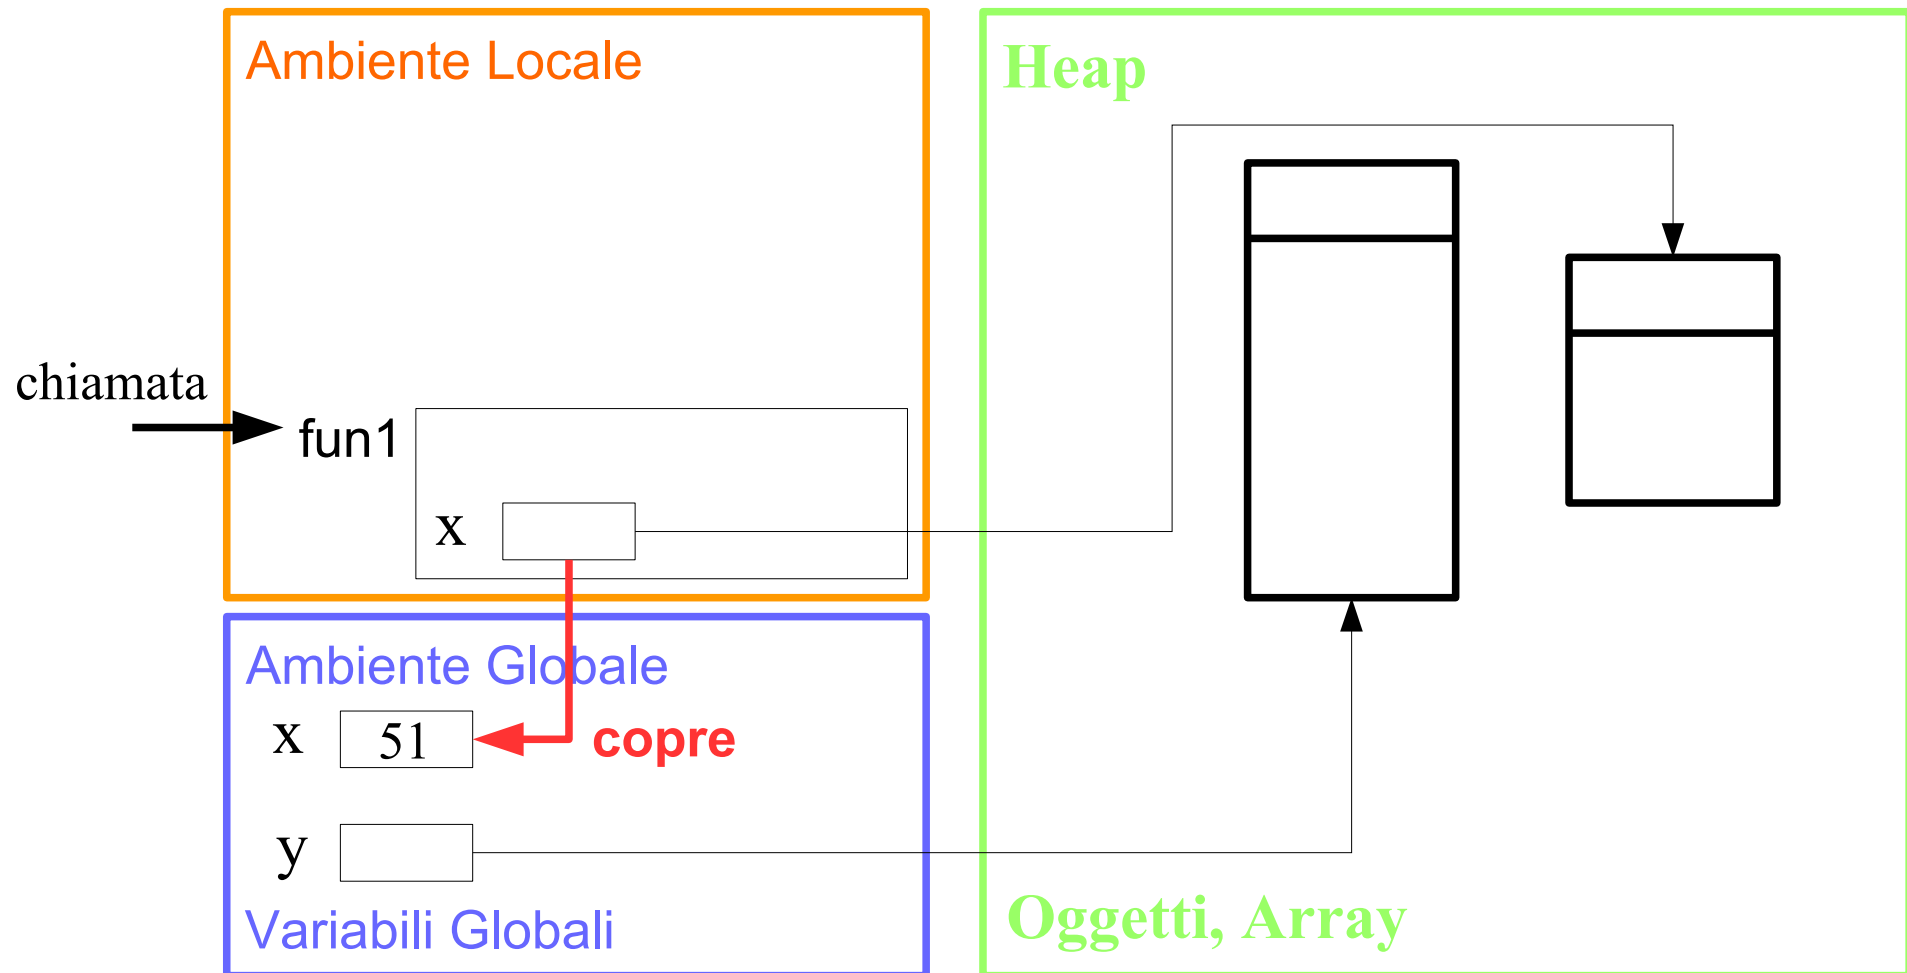 Ambiente Locale
Heap
chiamata
fun1
x
Ambiente Globale
x 51 copre
y
Variabili Globali
Oggetti, Array